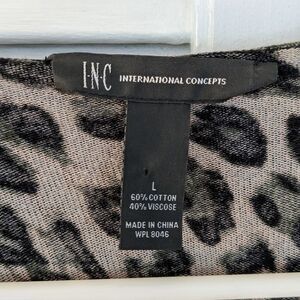 I·N·C INTERNATIONAL CONCEPTS
L
60% COTTON
40% VISCOSE
MADE IN CHINA
WPL 8046